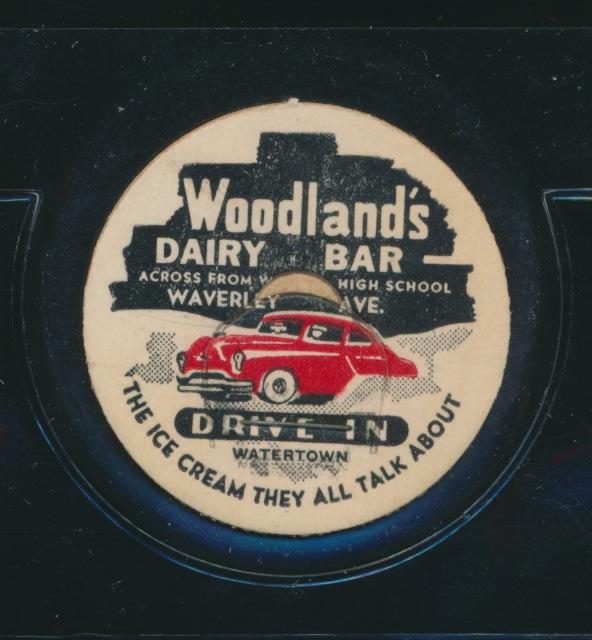 Woodland's
DAIRY BAR
ACROSS FROM HIGH SCHOOL
WAVERLEY AVE.
DRIVE-IN
WATERTOWN
THE ICE CREAM THEY ALL TALK ABOUT